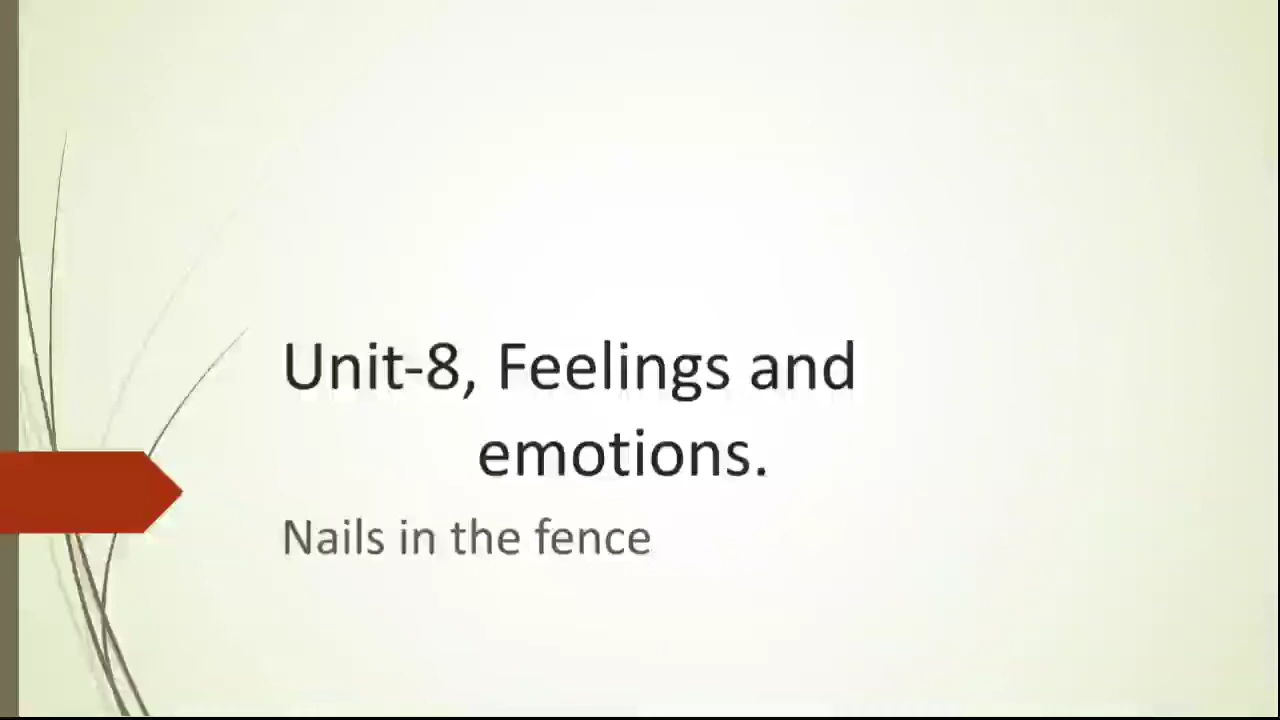 Unit-8, Feelings and
emotions.
Nails in the fence